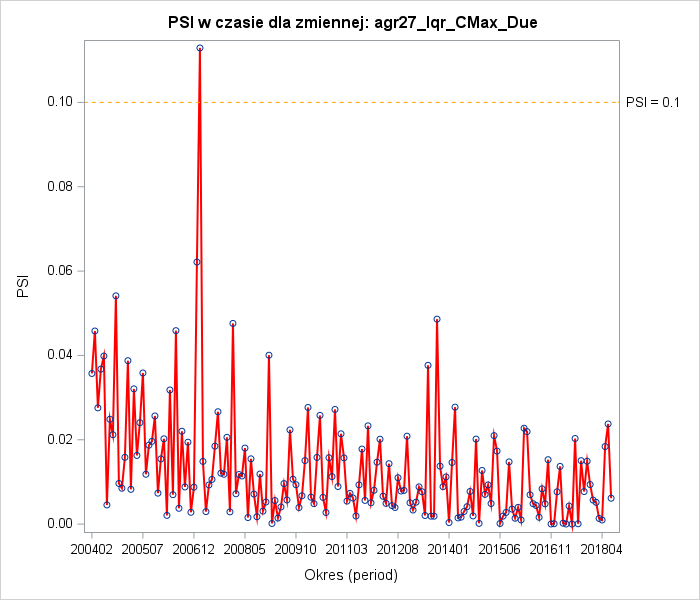 PSI w czasie dla zmiennej: agr27_Iqr_CMax_Due
PSI = 0.1
0.10
0.08
0.06
0.04
0.02
0.00
PSI
200402 200507 200612 200805 200910 201103 201208 201401 201506 201611 201804
Okres (period)